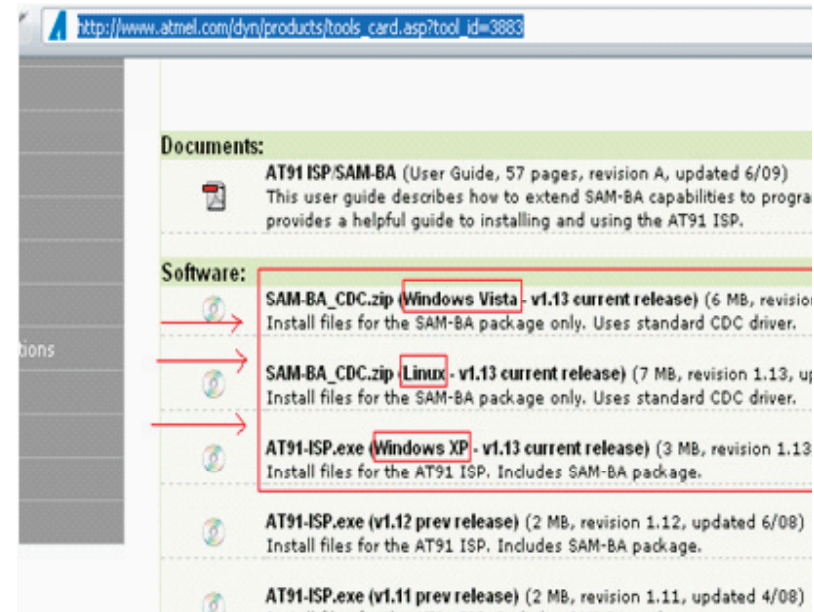 http://www.atmel.com/dyn/products/tools_card.asp?tool_id=3883
Documents:
AT91 ISP/SAM-BA (User Guide, 57 pages, revision A, updated 6/09)
This user guide describes how to extend SAM-BA capabilities to progra
provides a helpful guide to installing and using the AT91 ISP.
Software:
SAM-BA_CDC.zip (Windows Vista - v1.13 current release) (6 MB, revisio
Install files for the SAM-BA package only. Uses standard CDC driver.
tions
SAM-BA_CDC.zip (Linux - v1.13 current release) (7 MB, revision 1.13, up
Install files for the SAM-BA package only. Uses standard CDC driver.
AT91-ISP.exe (Windows XP - v1.13 current release) (3 MB, revision 1.13
Install files for the AT91 ISP. Includes SAM-BA package.
AT91-ISP.exe (v1.12 prev release) (2 MB, revision 1.12, updated 6/08)
Install files for the AT91 ISP. Includes SAM-BA package.
AT91-ISP.exe (v1.11 prev release) (2 MB, revision 1.11, updated 4/08)